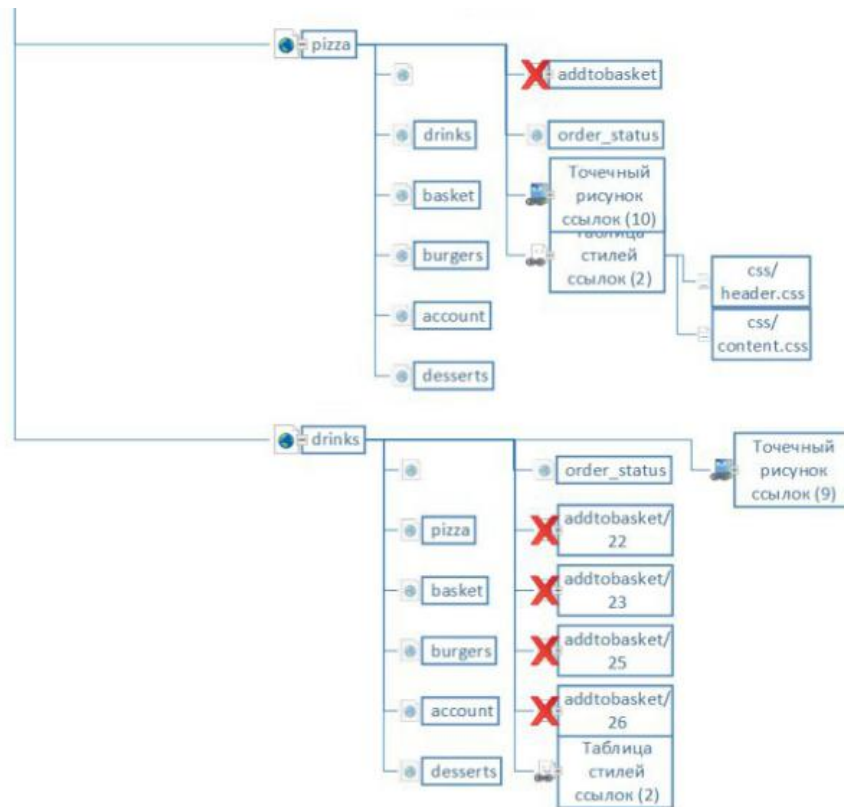 pizza
addtobasket
drinks
order_status
basket
Точечный
рисунок
ссылок (10)
burgers
Таблица
стилей
ссылок (2)
css/
header.css
account
css/
content.css
desserts
drinks
Точечный
рисунок
ссылок (9)
order_status
pizza
addtobasket/
22
basket
addtobasket/
23
burgers
addtobasket/
25
account
addtobasket/
26
desserts
Таблица
стилей
ссылок (2)